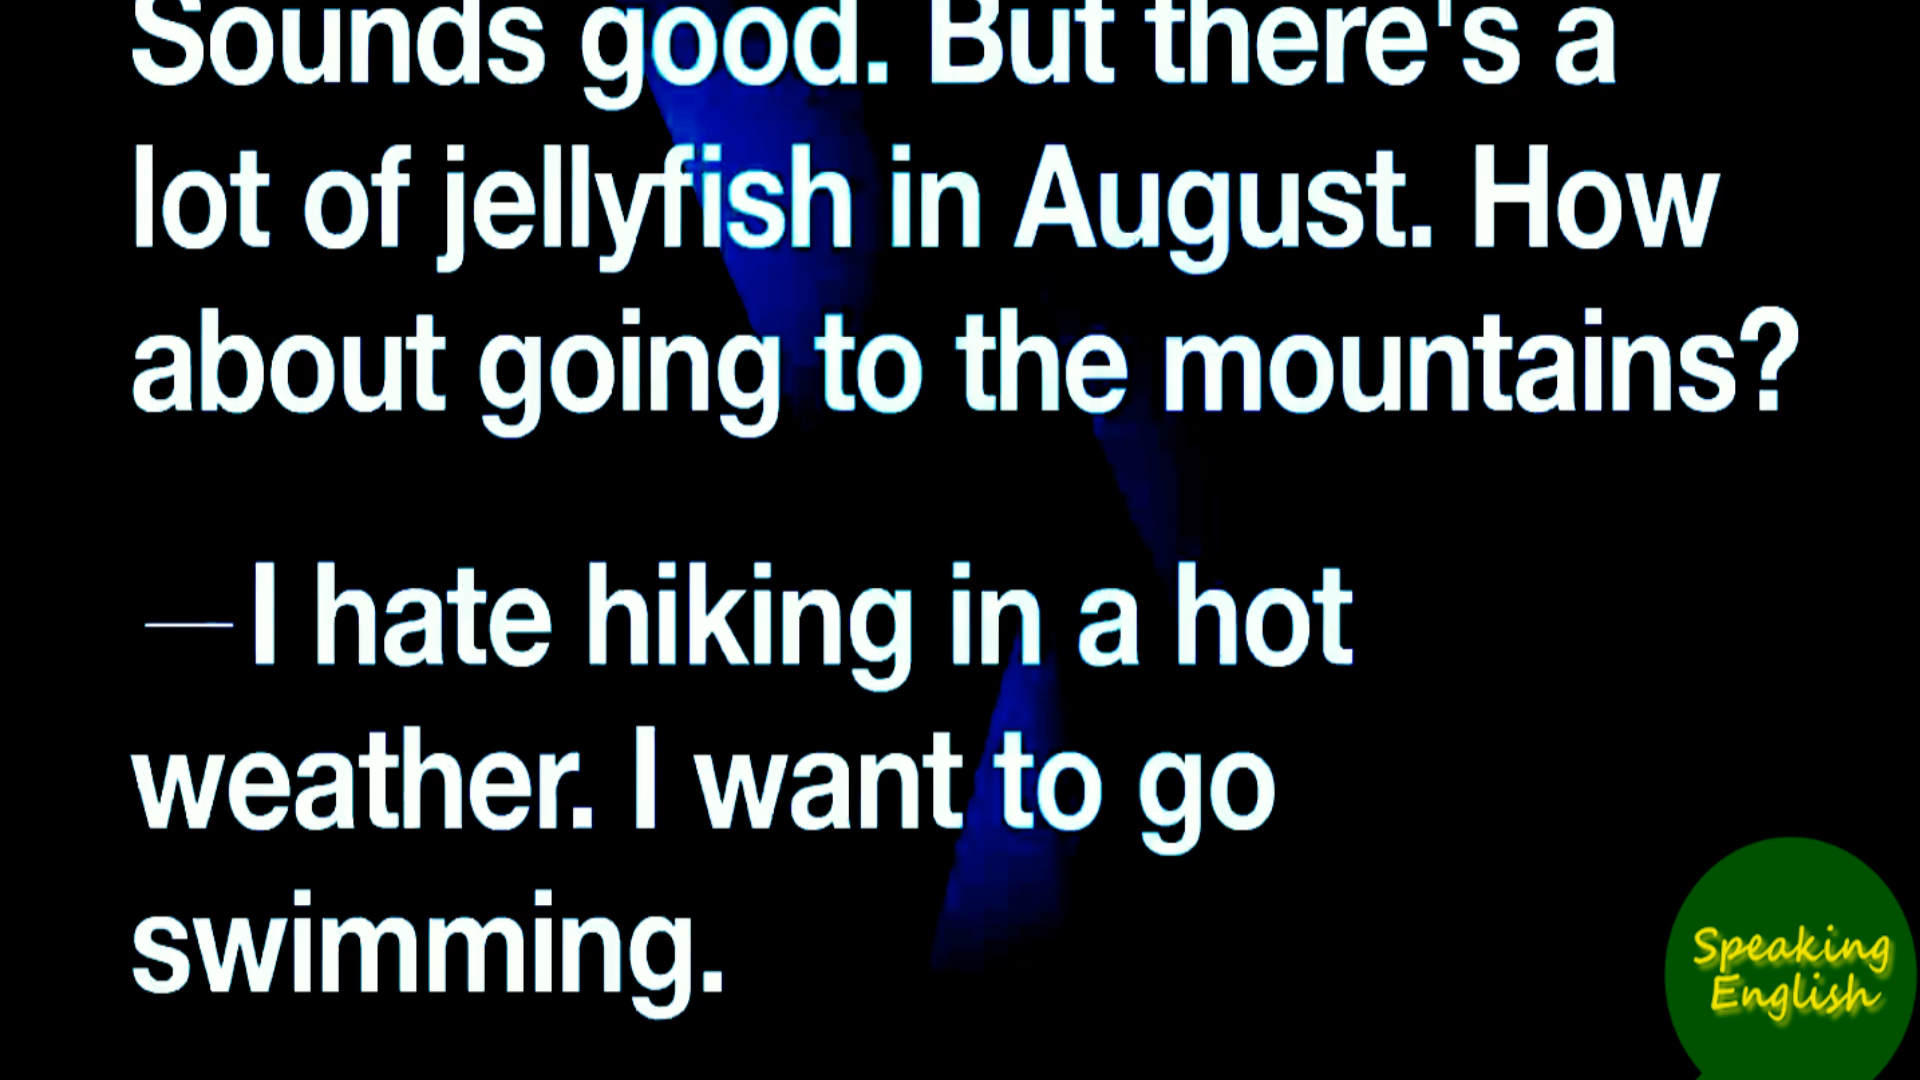 Sounds good. But there's a
lot of jellyfish in August. How
about going to the mountains?
—I hate hiking in a hot
weather. I want to go
swimming.
Speaking
English